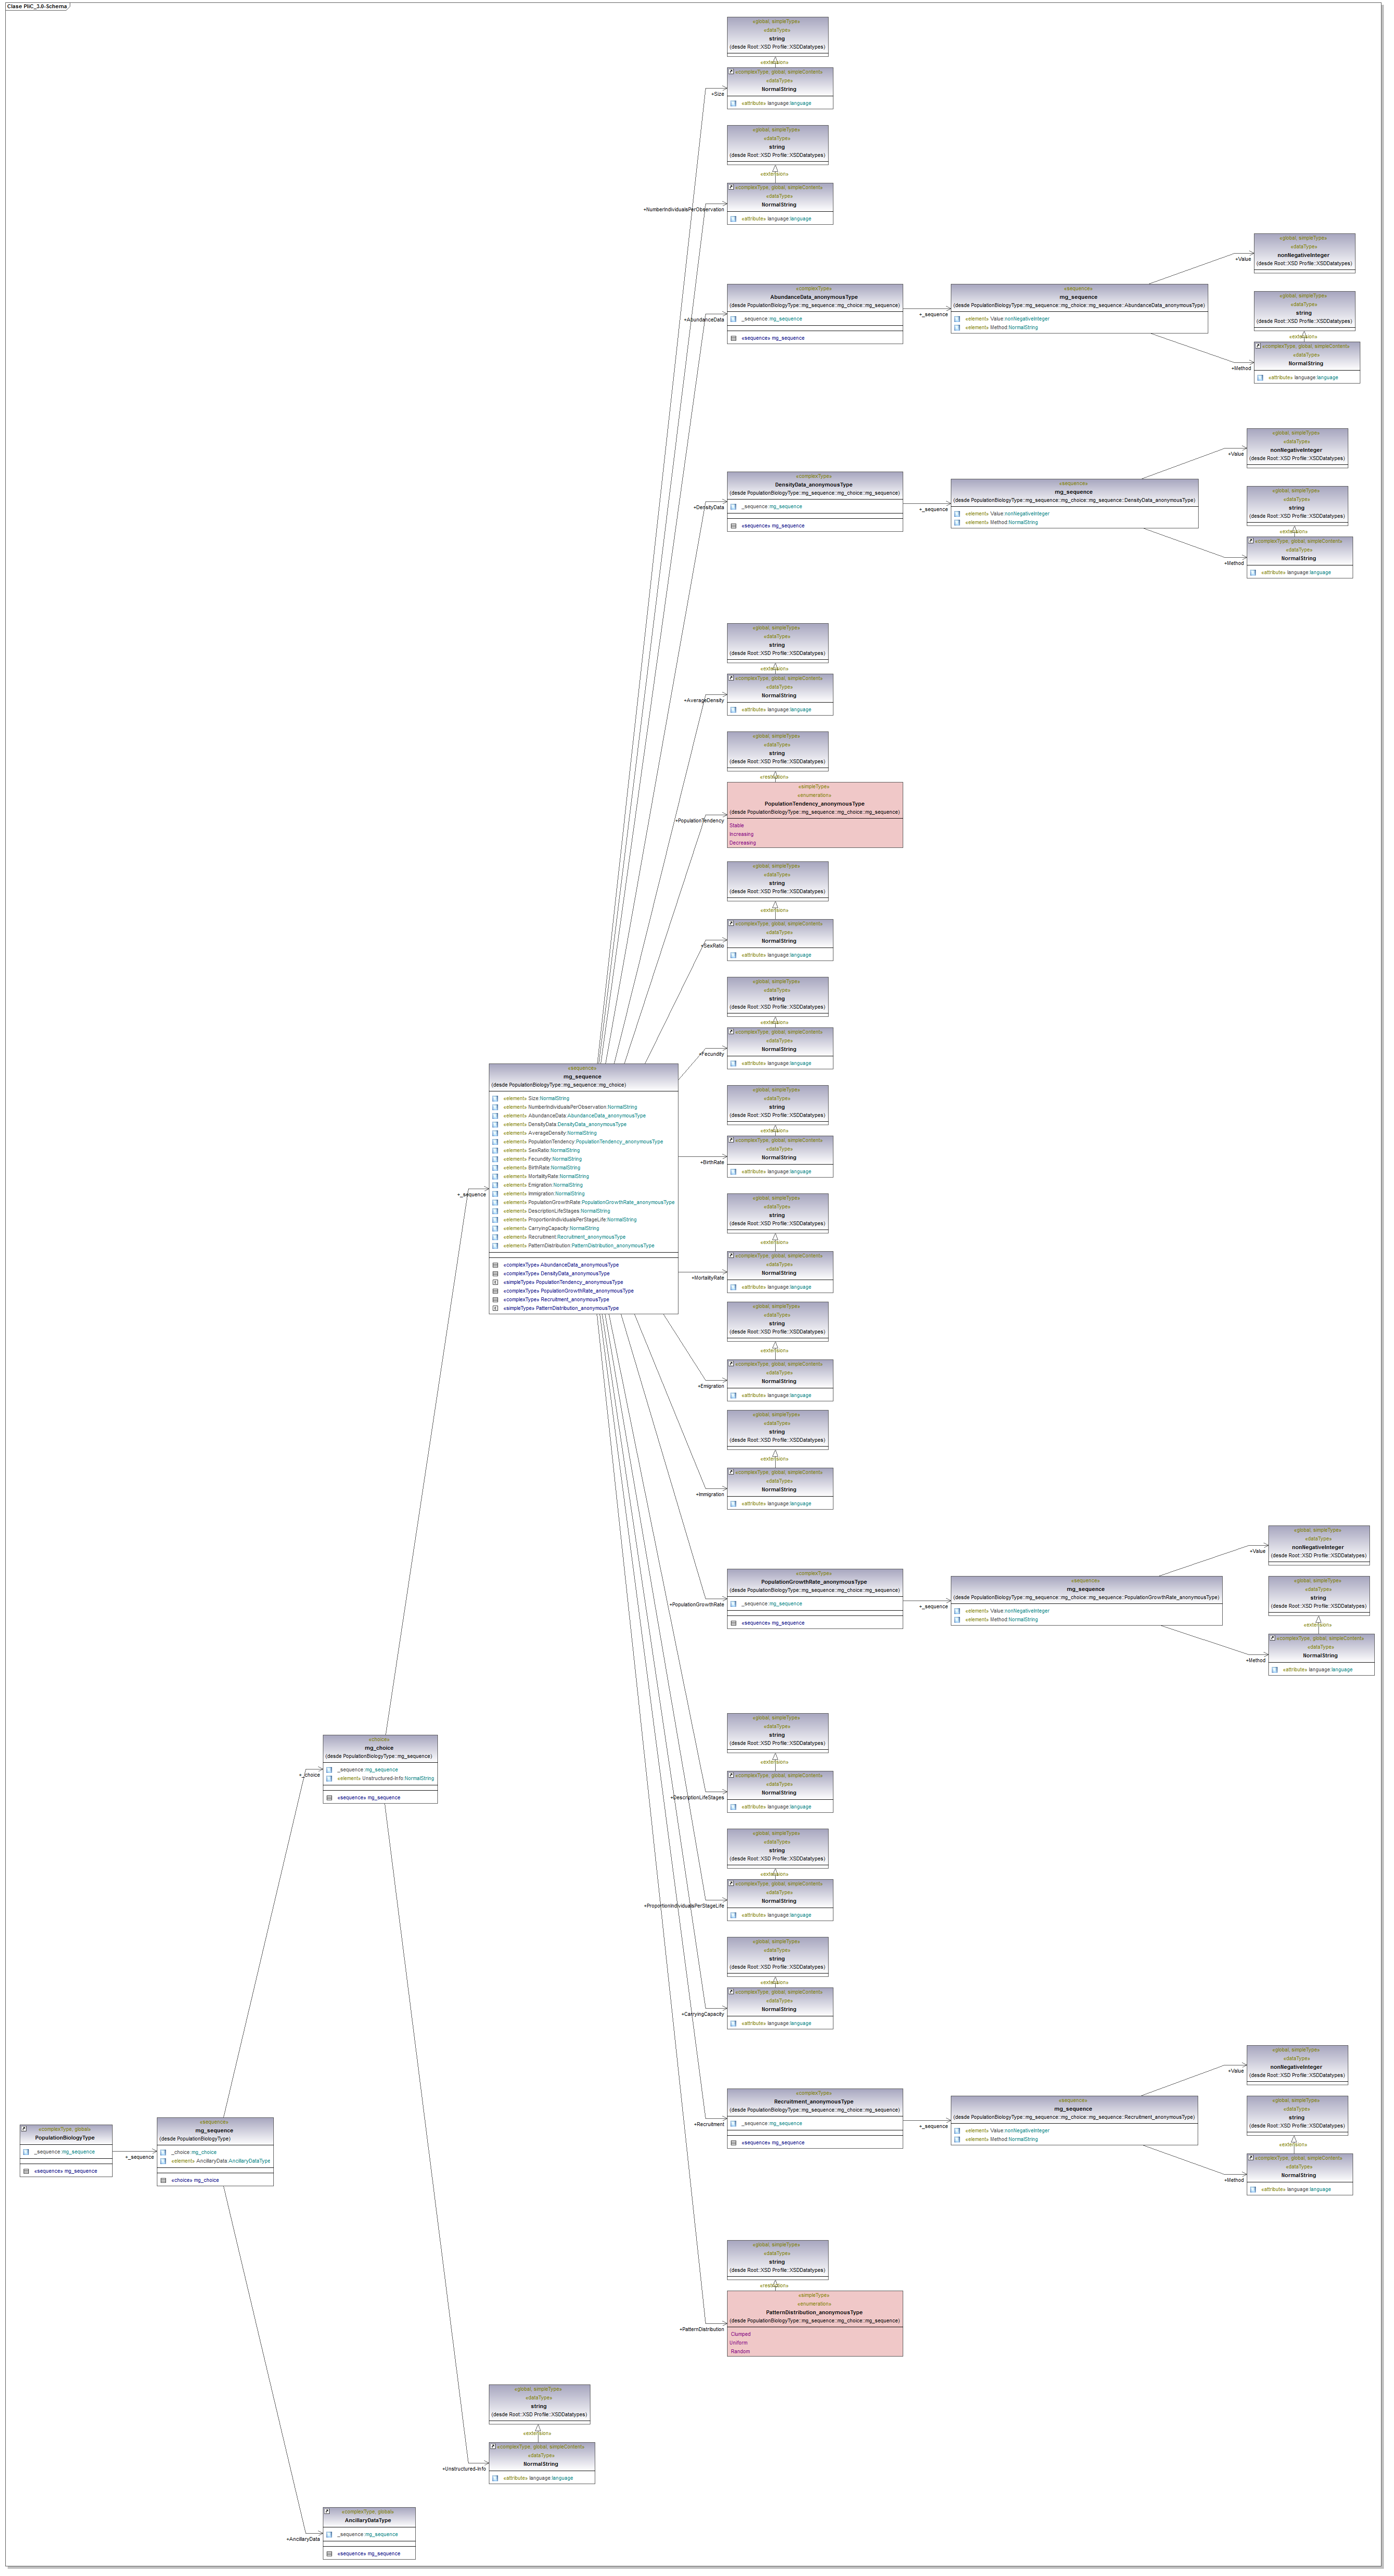 Clase PliC_3.0-Schema
«global, simpleType»
«dataType»
string
(desde Root::XSD Profile::XSDDatatypes)
«extension»
«complexType, global, simpleContent»
«dataType»
NormalString
«attribute» language:language
+Size
«global, simpleType»
«dataType»
string
(desde Root::XSD Profile::XSDDatatypes)
«extension»
«complexType, global, simpleContent»
«dataType»
NormalString
«attribute» language:language
+NumberIndividualsPerObservation
«complexType»
AbundanceData_anonymousType
(desde PopulationBiologyType::mg_sequence::mg_choice::mg_sequence)
_sequence:mg_sequence
«sequence» mg_sequence
+AbundanceData
+_sequence
«sequence»
mg_sequence
(desde PopulationBiologyType::mg_sequence::mg_choice::mg_sequence::AbundanceData_anonymousType)
«element» Value:nonNegativeInteger
«element» Method:NormalString
+Value
«global, simpleType»
«dataType»
nonNegativeInteger
(desde Root::XSD Profile::XSDDatatypes)
«global, simpleType»
«dataType»
string
(desde Root::XSD Profile::XSDDatatypes)
«extension»
«complexType, global, simpleContent»
«dataType»
NormalString
«attribute» language:language
+Method
«complexType»
DensityData_anonymousType
(desde PopulationBiologyType::mg_sequence::mg_choice::mg_sequence)
_sequence:mg_sequence
«sequence» mg_sequence
+DensityData
+_sequence
«sequence»
mg_sequence
(desde PopulationBiologyType::mg_sequence::mg_choice::mg_sequence::DensityData_anonymousType)
«element» Value:nonNegativeInteger
«element» Method:NormalString
+Value
«global, simpleType»
«dataType»
nonNegativeInteger
(desde Root::XSD Profile::XSDDatatypes)
«global, simpleType»
«dataType»
string
(desde Root::XSD Profile::XSDDatatypes)
«extension»
«complexType, global, simpleContent»
«dataType»
NormalString
«attribute» language:language
+Method
«global, simpleType»
«dataType»
string
(desde Root::XSD Profile::XSDDatatypes)
«extension»
«complexType, global, simpleContent»
«dataType»
NormalString
«attribute» language:language
+AverageDensity
«global, simpleType»
«dataType»
string
(desde Root::XSD Profile::XSDDatatypes)
«restriction»
«simpleType»
«enumeration»
PopulationTendency_anonymousType
(desde PopulationBiologyType::mg_sequence::mg_choice::mg_sequence)
Stable
Increasing
Decreasing
+PopulationTendency
«global, simpleType»
«dataType»
string
(desde Root::XSD Profile::XSDDatatypes)
«extension»
«complexType, global, simpleContent»
«dataType»
NormalString
«attribute» language:language
+SexRatio
«global, simpleType»
«dataType»
string
(desde Root::XSD Profile::XSDDatatypes)
«extension»
«complexType, global, simpleContent»
«dataType»
NormalString
«attribute» language:language
+Fecundity
«sequence»
mg_sequence
(desde PopulationBiologyType::mg_sequence::mg_choice)
«element» Size:NormalString
«element» NumberIndividualsPerObservation:NormalString
«element» AbundanceData:AbundanceData_anonymousType
«element» DensityData:DensityData_anonymousType
«element» AverageDensity:NormalString
«element» PopulationTendency:PopulationTendency_anonymousType
«element» SexRatio:NormalString
«element» Fecundity:NormalString
«element» BirthRate:NormalString
«element» MortalityRate:NormalString
«element» Emigration:NormalString
«element» Immigration:NormalString
«element» PopulationGrowthRate:PopulationGrowthRate_anonymousType
«element» DescriptionLifeStages:NormalString
«element» ProportionIndividualsPerStageLife:NormalString
«element» CarryingCapacity:NormalString
«element» Recruitment:Recruitment_anonymousType
«element» PatternDistribution:PatternDistribution_anonymousType
«complexType» AbundanceData_anonymousType
«complexType» DensityData_anonymousType
«simpleType» PopulationTendency_anonymousType
«complexType» PopulationGrowthRate_anonymousType
«complexType» Recruitment_anonymousType
«simpleType» PatternDistribution_anonymousType
+_sequence
«global, simpleType»
«dataType»
string
(desde Root::XSD Profile::XSDDatatypes)
«extension»
«complexType, global, simpleContent»
«dataType»
NormalString
«attribute» language:language
+BirthRate
«global, simpleType»
«dataType»
string
(desde Root::XSD Profile::XSDDatatypes)
«extension»
«complexType, global, simpleContent»
«dataType»
NormalString
«attribute» language:language
+MortalityRate
«global, simpleType»
«dataType»
string
(desde Root::XSD Profile::XSDDatatypes)
«extension»
«complexType, global, simpleContent»
«dataType»
NormalString
«attribute» language:language
+Emigration
«global, simpleType»
«dataType»
string
(desde Root::XSD Profile::XSDDatatypes)
«extension»
«complexType, global, simpleContent»
«dataType»
NormalString
«attribute» language:language
+Immigration
«complexType»
PopulationGrowthRate_anonymousType
(desde PopulationBiologyType::mg_sequence::mg_choice::mg_sequence)
_sequence:mg_sequence
«sequence» mg_sequence
+PopulationGrowthRate
+_sequence
«sequence»
mg_sequence
(desde PopulationBiologyType::mg_sequence::mg_choice::mg_sequence::PopulationGrowthRate_anonymousType)
«element» Value:nonNegativeInteger
«element» Method:NormalString
+Value
«global, simpleType»
«dataType»
nonNegativeInteger
(desde Root::XSD Profile::XSDDatatypes)
«global, simpleType»
«dataType»
string
(desde Root::XSD Profile::XSDDatatypes)
«extension»
«complexType, global, simpleContent»
«dataType»
NormalString
«attribute» language:language
+Method
«global, simpleType»
«dataType»
string
(desde Root::XSD Profile::XSDDatatypes)
«extension»
«complexType, global, simpleContent»
«dataType»
NormalString
«attribute» language:language
+DescriptionLifeStages
«choice»
mg_choice
(desde PopulationBiologyType::mg_sequence)
_sequence:mg_sequence
«element» Unstructured-Info:NormalString
«sequence» mg_sequence
+_choice
«global, simpleType»
«dataType»
string
(desde Root::XSD Profile::XSDDatatypes)
«extension»
«complexType, global, simpleContent»
«dataType»
NormalString
«attribute» language:language
+ProportionIndividualsPerStageLife
«global, simpleType»
«dataType»
string
(desde Root::XSD Profile::XSDDatatypes)
«extension»
«complexType, global, simpleContent»
«dataType»
NormalString
«attribute» language:language
+CarryingCapacity
«complexType»
Recruitment_anonymousType
(desde PopulationBiologyType::mg_sequence::mg_choice::mg_sequence)
_sequence:mg_sequence
«sequence» mg_sequence
+Recruitment
+_sequence
«sequence»
mg_sequence
(desde PopulationBiologyType::mg_sequence::mg_choice::mg_sequence::Recruitment_anonymousType)
«element» Value:nonNegativeInteger
«element» Method:NormalString
+Value
«global, simpleType»
«dataType»
nonNegativeInteger
(desde Root::XSD Profile::XSDDatatypes)
«global, simpleType»
«dataType»
string
(desde Root::XSD Profile::XSDDatatypes)
«extension»
«complexType, global, simpleContent»
«dataType»
NormalString
«attribute» language:language
+Method
«complexType, global»
PopulationBiologyType
_sequence:mg_sequence
«sequence» mg_sequence
+_sequence
«sequence»
mg_sequence
(desde PopulationBiologyType)
_choice:mg_choice
«element» AncillaryData:AncillaryDataType
«choice» mg_choice
«global, simpleType»
«dataType»
string
(desde Root::XSD Profile::XSDDatatypes)
«restriction»
«simpleType»
«enumeration»
PatternDistribution_anonymousType
(desde PopulationBiologyType::mg_sequence::mg_choice::mg_sequence)
Clumped
Uniform
Random
+PatternDistribution
«global, simpleType»
«dataType»
string
(desde Root::XSD Profile::XSDDatatypes)
«extension»
«complexType, global, simpleContent»
«dataType»
NormalString
«attribute» language:language
+Unstructured-Info
«complexType, global»
AncillaryDataType
_sequence:mg_sequence
«sequence» mg_sequence
+AncillaryData